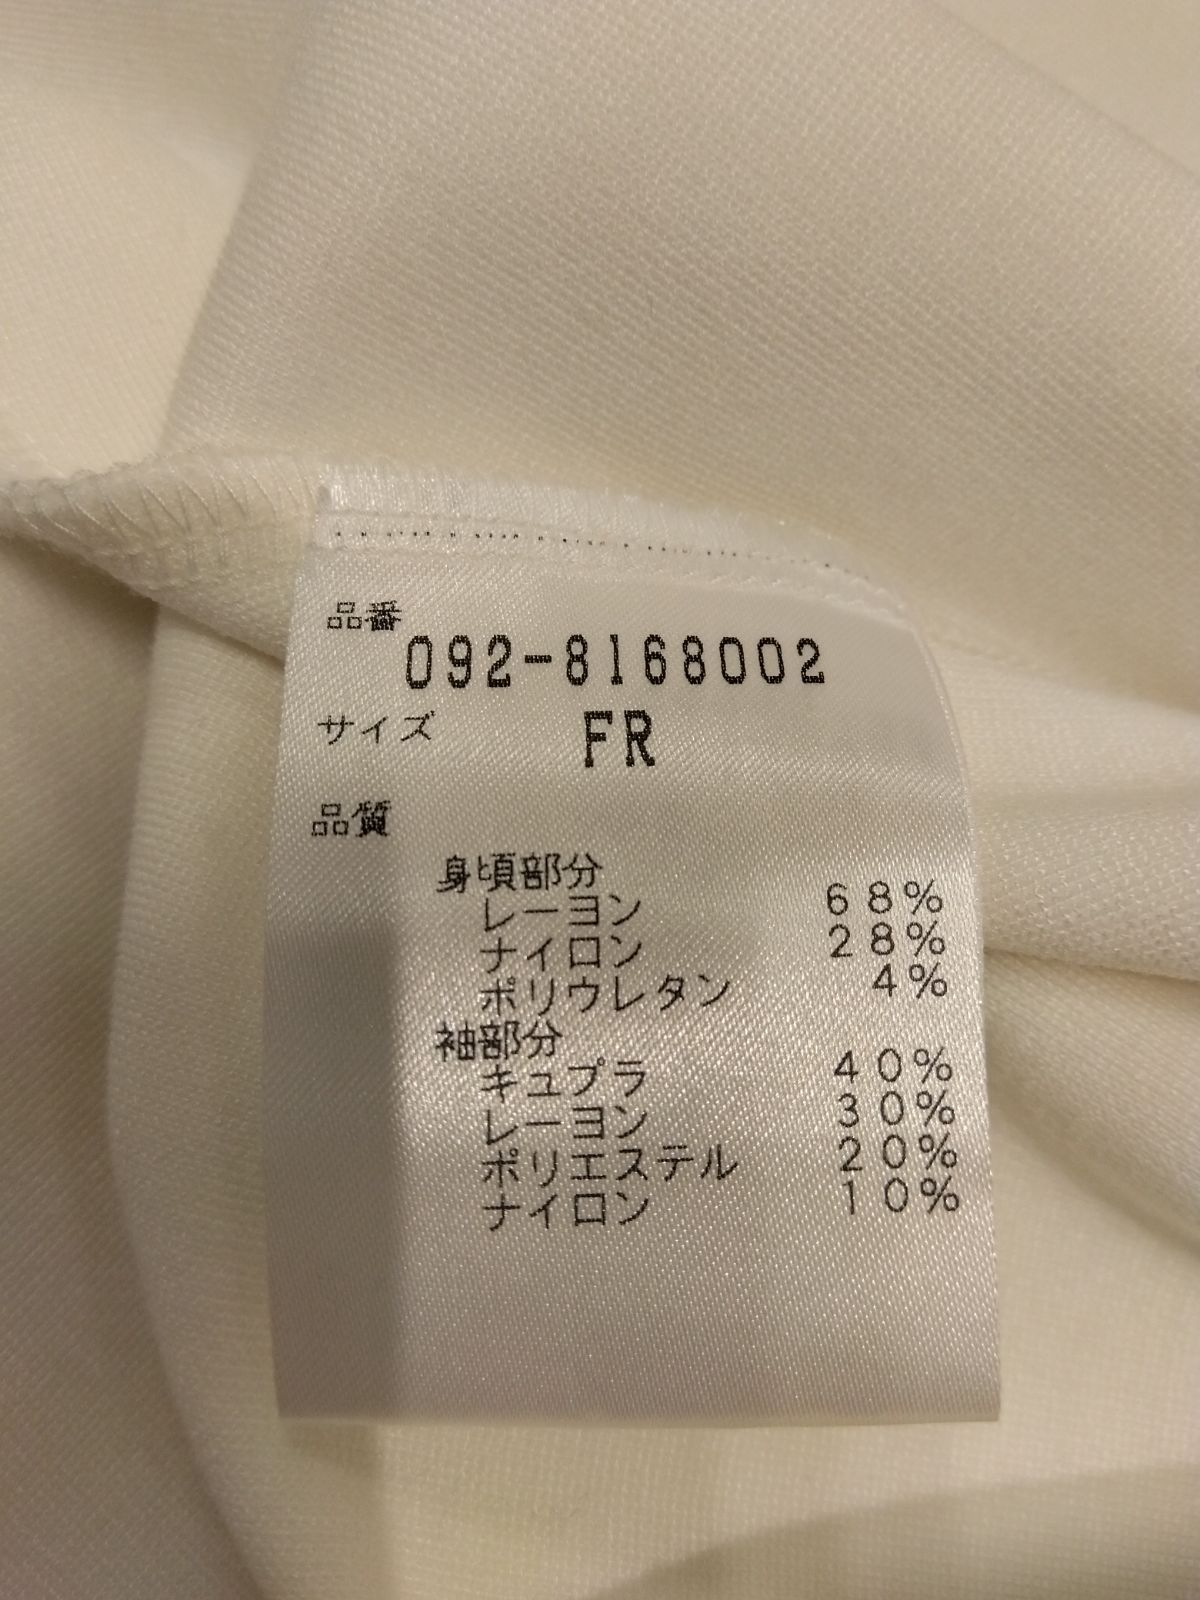 品番
092-8168002
サイズ FR
品質
身頃部分
レーヨン 68%
ナイロン 28%
ポリウレタン 4%
袖部分
キュプラ 40%
レーヨン 30%
ポリエステル 20%
ナイロン 10%